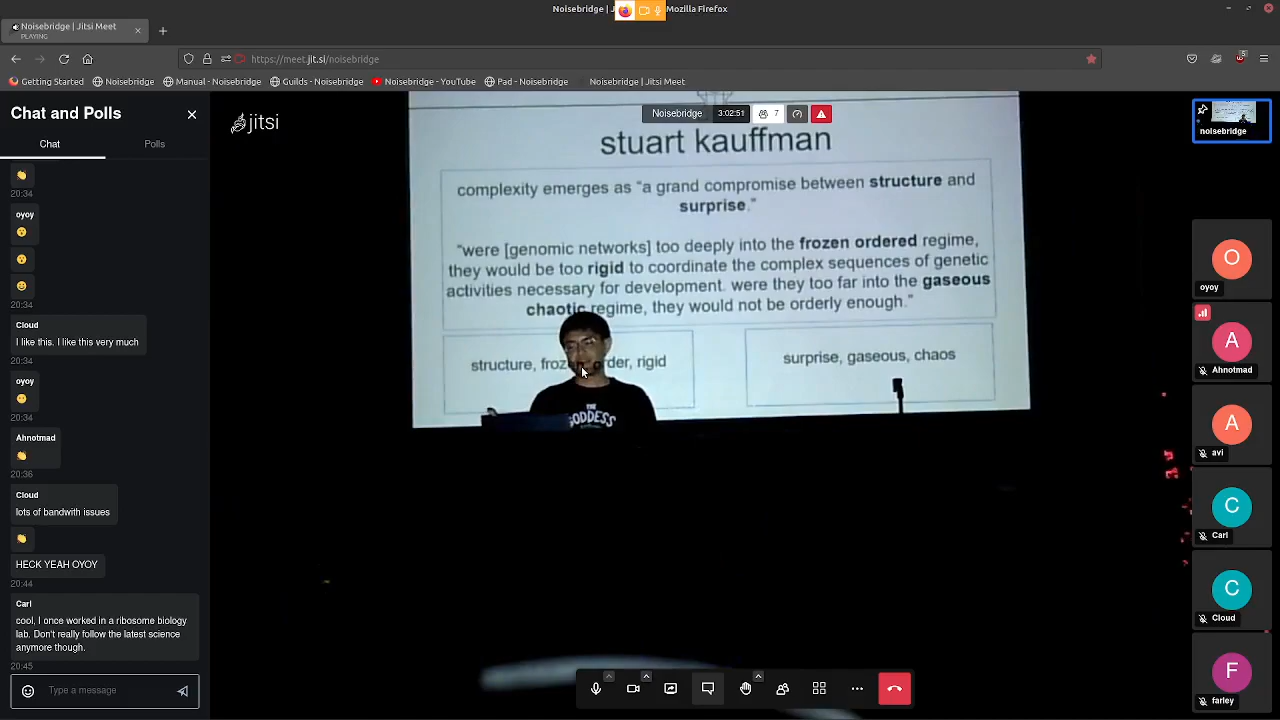 Noisebridge | J
Mozilla Firefox
Noisebridge | Jitsi Meet
PLAYING
https://meet.jit.si/noisebridge
5
Getting Started
Noisebridge
Manual - Noisebridge
Guilds - Noisebridge
Noisebridge - YouTube
Pad - Noisebridge
Noisebridge | Jitsi Meet
Chat and Polls
Chat
Polls
20:34
oyoy
20:34
Cloud
I like this. I like this very much
20:34
oyoy
20:34
Ahnotmad
20:36
Cloud
lots of bandwith issues
HECK YEAH OYOY
20:44
Carl
cool, I once worked in a ribosome biology
lab. Don't really follow the latest science
anymore though.
20:45
Type a message
jitsi
Noisebridge
3:02:51
7
stuart kauffman
complexity emerges as “a grand compromise between structure and
surprise.”
“were [genomic networks] too deeply into the frozen ordered regime,
they would be too rigid to coordinate the complex sequences of genetic
activities necessary for development. were they too far into the gaseous
chaotic regime, they would not be orderly enough.”
structure, frozen, order, rigid
surprise, gaseous, chaos
THE
GODDESS
noisebridge
O
oyoy
A
Ahnotmad
A
avi
C
Carl
C
Cloud
F
farley